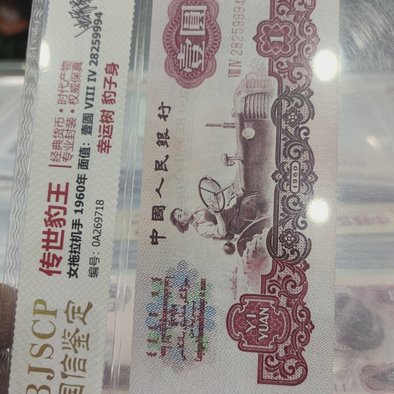 BJSCP
国信鉴定
传世豹王
经典货币·时代产物
专业封装·权威保真
女拖拉机手 1960年 面值：壹圆 VIII IV 28259994
编号：0A269718
幸运树 豹子身
壹圓
VIII IV 28259994
中國人民銀行
1960
YI
YUAN